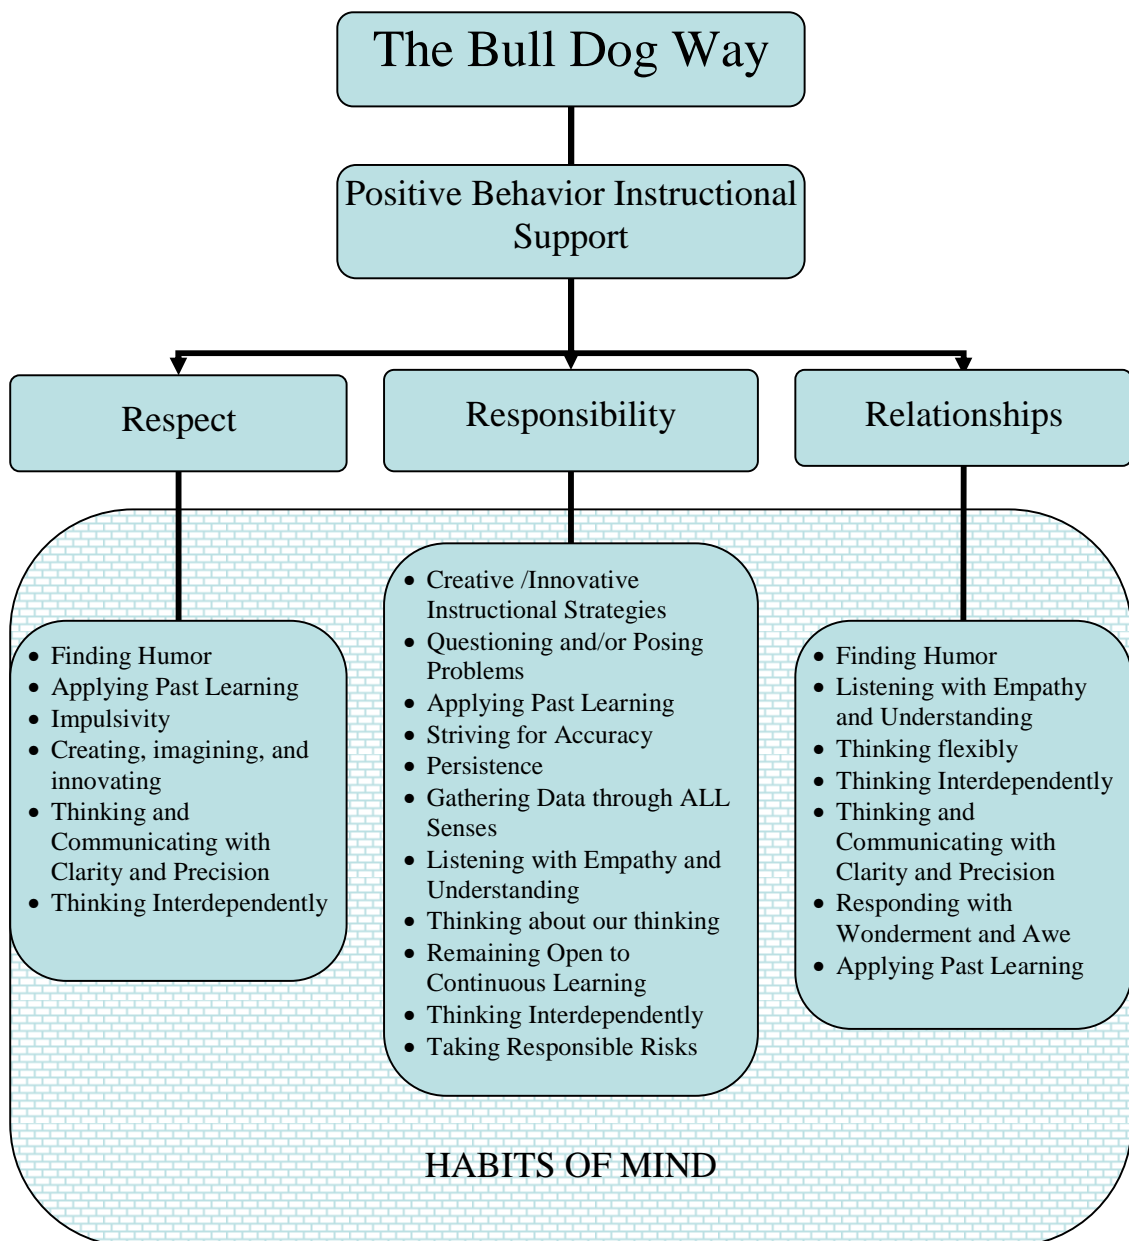 The Bull Dog Way
Positive Behavior Instructional
Support
Respect
Responsibility
Relationships
• Finding Humor
• Applying Past Learning
• Impulsivity
• Creating, imagining, and
innovating
• Thinking and
Communicating with
Clarity and Precision
• Thinking Interdependently
• Creative /Innovative
Instructional Strategies
• Questioning and/or Posing
Problems
• Applying Past Learning
• Striving for Accuracy
• Persistence
• Gathering Data through ALL
Senses
• Listening with Empathy and
Understanding
• Thinking about our thinking
• Remaining Open to
Continuous Learning
• Thinking Interdependently
• Taking Responsible Risks
• Finding Humor
• Listening with Empathy
and Understanding
• Thinking flexibly
• Thinking Interdependently
• Thinking and
Communicating with
Clarity and Precision
• Responding with
Wonderment and Awe
• Applying Past Learning
HABITS OF MIND